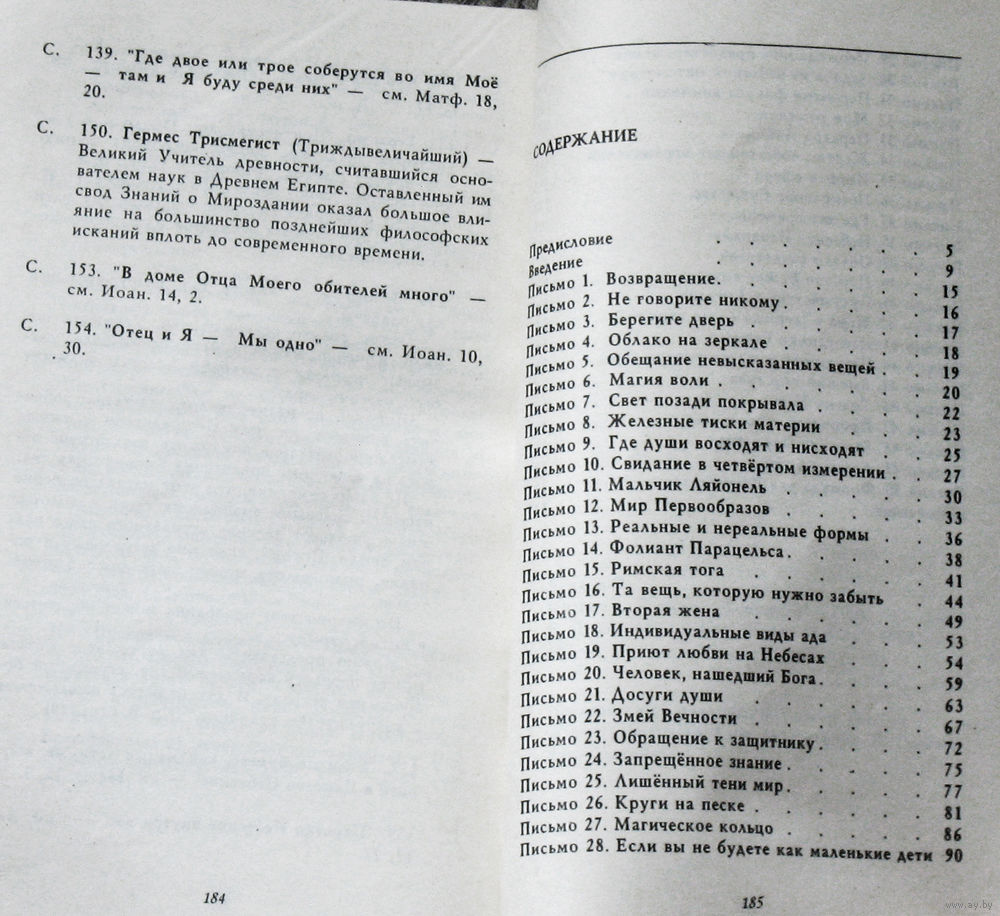 С. 139. "Где двое или трое соберутся во имя Моё
— там и Я буду среди них" — см. Матф. 18,
20.
С. 150. Гермес Трисмегист (Триждывеличайший) —
Великий Учитель древности, считавшийся осно-
вателем наук в Древнем Египте. Оставленный им
свод Знаний о Мироздании оказал большое вли-
яние на большинство позднейших философских
исканий вплоть до современного времени.
С. 153. "В доме Отца Моего обителей много" —
см. Иоан. 14, 2.
С. 154. "Отец и Я — Мы одно" — см. Иоан. 10,
30.
184
СОДЕРЖАНИЕ
Предисловие . . . . . . 5
Введение . . . . . . 9
Письмо 1. Возвращение. . . . . . 15
Письмо 2. Не говорите никому . . . . 16
Письмо 3. Берегите дверь . . . . . 17
Письмо 4. Облако на зеркале . . . . 18
Письмо 5. Обещание невысказанных вещей . . 19
Письмо 6. Магия воли . . . . . 20
Письмо 7. Свет позади покрывала . . . . 22
Письмо 8. Железные тиски материи . . . 23
Письмо 9. Где души восходят и нисходят . . 25
Письмо 10. Свидание в четвёртом измерении . . 27
Письмо 11. Мальчик Ляйонель . . . . 30
Письмо 12. Мир Первообразов . . . . . 33
Письмо 13. Реальные и нереальные формы . . 36
Письмо 14. Фолиант Парацельса . . . . 38
Письмо 15. Римская тога . . . . . 41
Письмо 16. Та вещь, которую нужно забыть . 44
Письмо 17. Вторая жена . . . . . 49
Письмо 18. Индивидуальные виды ада . . . 53
Письмо 19. Приют любви на Небесах . . . 54
Письмо 20. Человек, нашедший Бога. . . . 59
Письмо 21. Досуги души . . . . . 63
Письмо 22. Змей Вечности . . . . . 67
Письмо 23. Обращение к защитнику. . . . 72
Письмо 24. Запрещённое знание . . . . 75
Письмо 25. Лишённый тени мир. . . . . 77
Письмо 26. Круги на песке . . . . . 81
Письмо 27. Магическое кольцо . . . . 86
Письмо 28. Если вы не будете как маленькие дети 90
185
www.ay.by